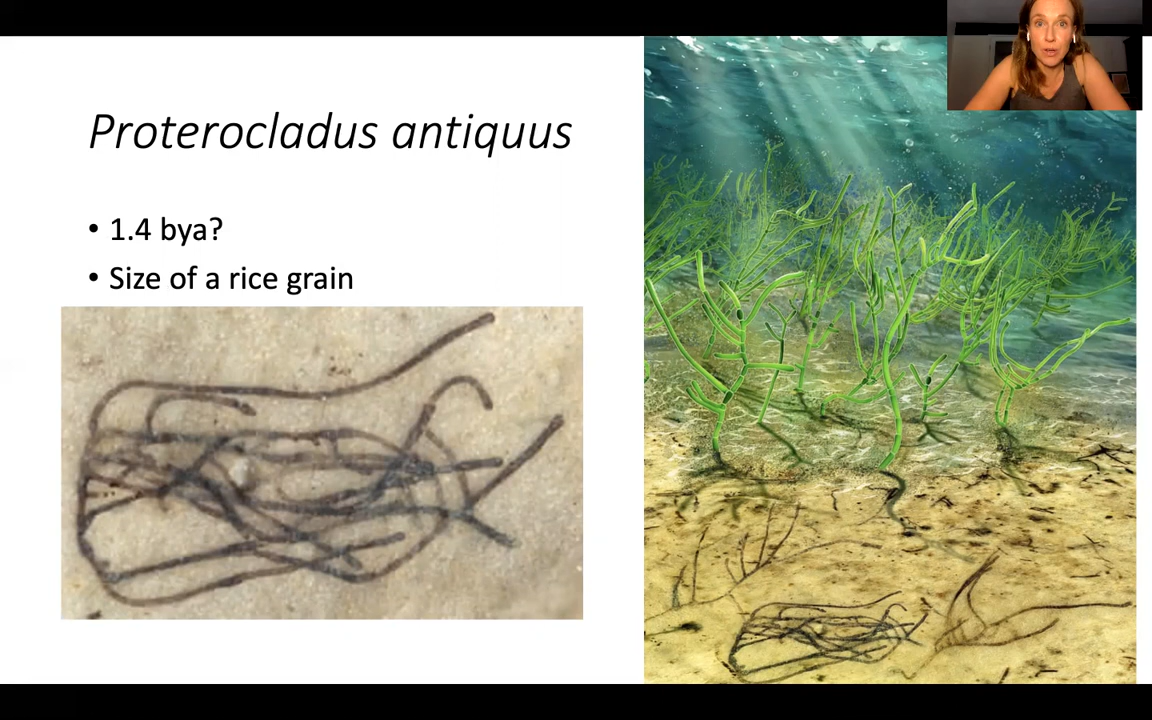 Proterocladus antiquus
• 1.4 bya?
• Size of a rice grain